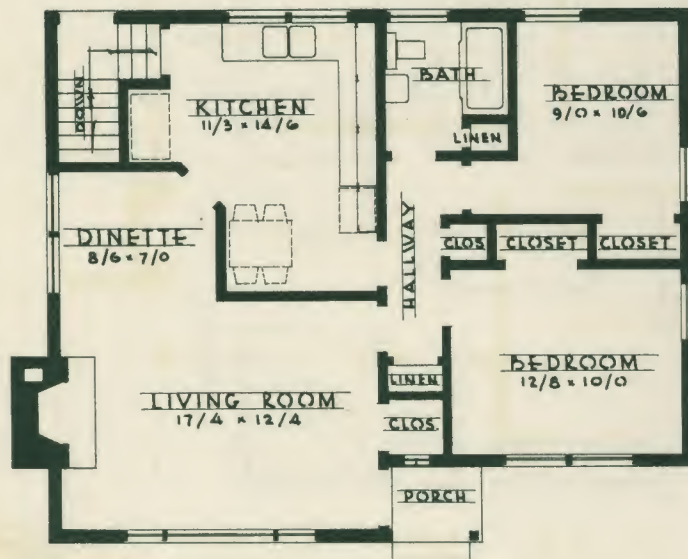 DOWN
KITCHEN
11/3 × 14/6
BATH
LINEN
BEDROOM
9/0 × 10/6
DINETTE
8/6 × 7/0
HALLWAY
CLOS
CLOSET
CLOSET
LIVING ROOM
17/4 × 12/4
LINEN
CLOS.
BEDROOM
12/8 × 10/0
PORCH